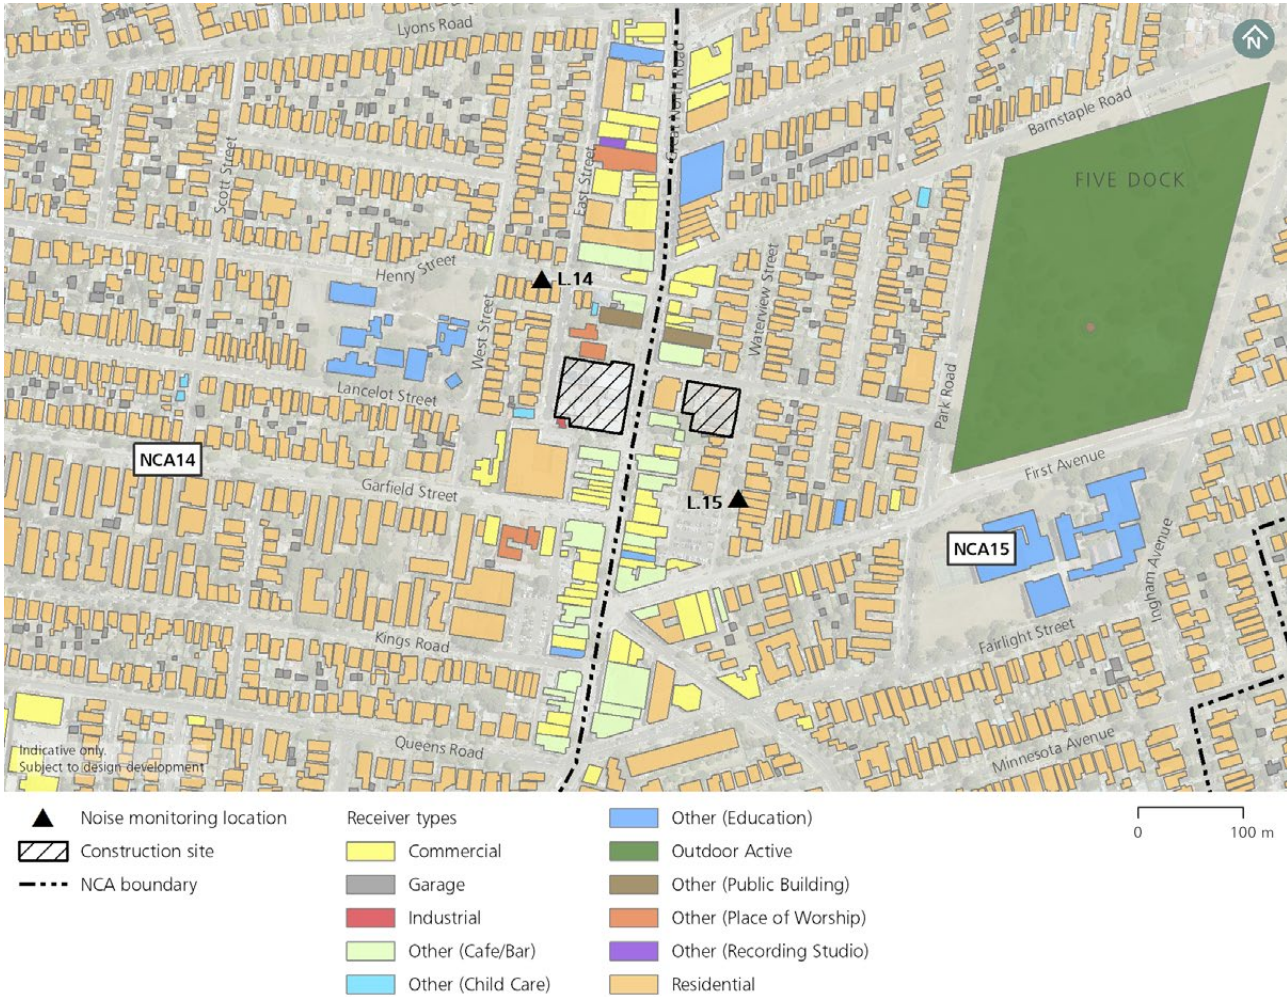 Lyons Road
Great North Road
N
Barnstaple Road
Scott Street
East Street
FIVE DOCK
Henry Street
L.14
West Street
Waterview Street
Lancelot Street
Park Road
NCA14
Garfield Street
L.15
First Avenue
NCA15
Ingham Avenue
Kings Road
Fairlight Street
Queens Road
Minnesota Avenue
Indicative only.
Subject to design development
Noise monitoring location
Construction site
NCA boundary
Receiver types
Commercial
Garage
Industrial
Other (Cafe/Bar)
Other (Child Care)
Other (Education)
Outdoor Active
Other (Public Building)
Other (Place of Worship)
Other (Recording Studio)
Residential
0 100 m